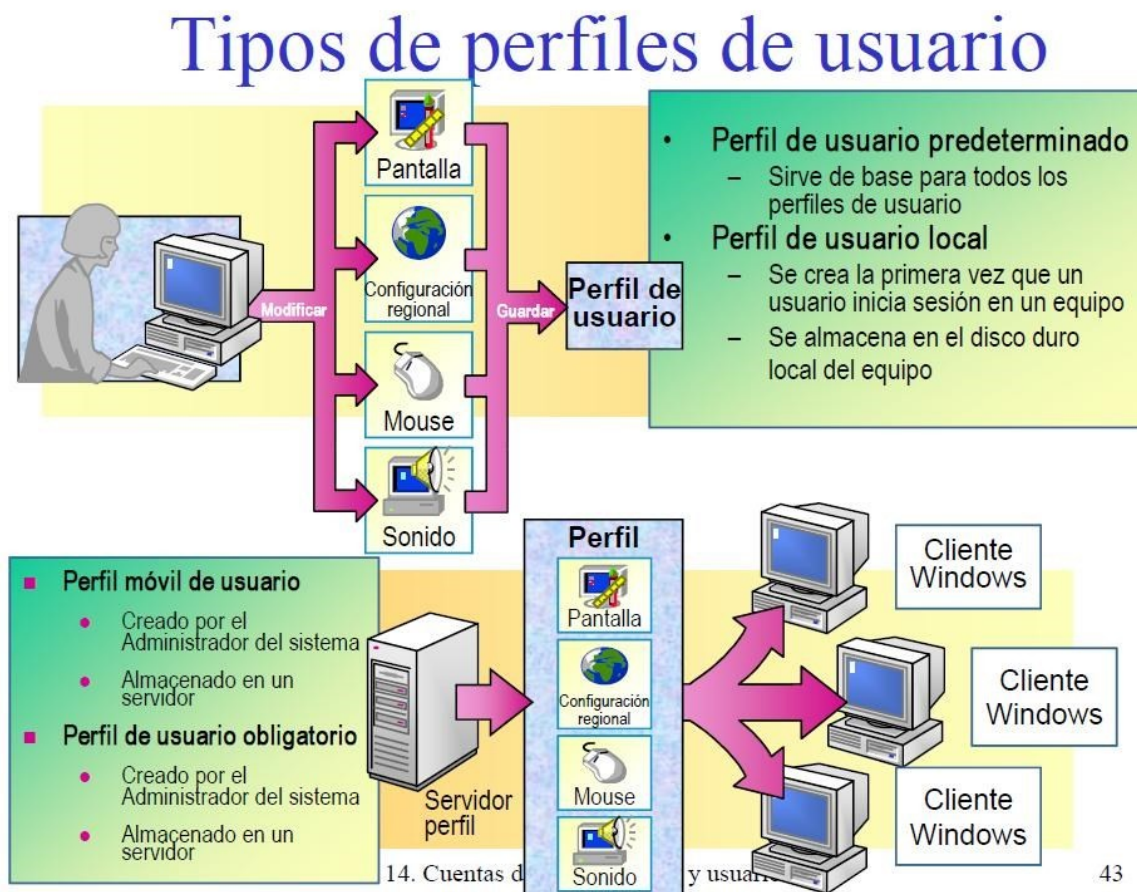 Tipos de perfiles de usuario
Pantalla
Configuración
regional
Mouse
Sonido
Modificar
Guardar
Perfil de
usuario
• Perfil de usuario predeterminado
– Sirve de base para todos los
perfiles de usuario
• Perfil de usuario local
– Se crea la primera vez que un
usuario inicia sesión en un equipo
– Se almacena en el disco duro
local del equipo
Perfil móvil de usuario
Creado por el
Administrador del sistema
Almacenado en un
servidor
Perfil de usuario obligatorio
Creado por el
Administrador del sistema
Almacenado en un
servidor
Servidor
perfil
Perfil
Pantalla
Configuración
regional
Mouse
Sonido
Cliente
Windows
Cliente
Windows
Cliente
Windows
14. Cuentas d
y usuari
43